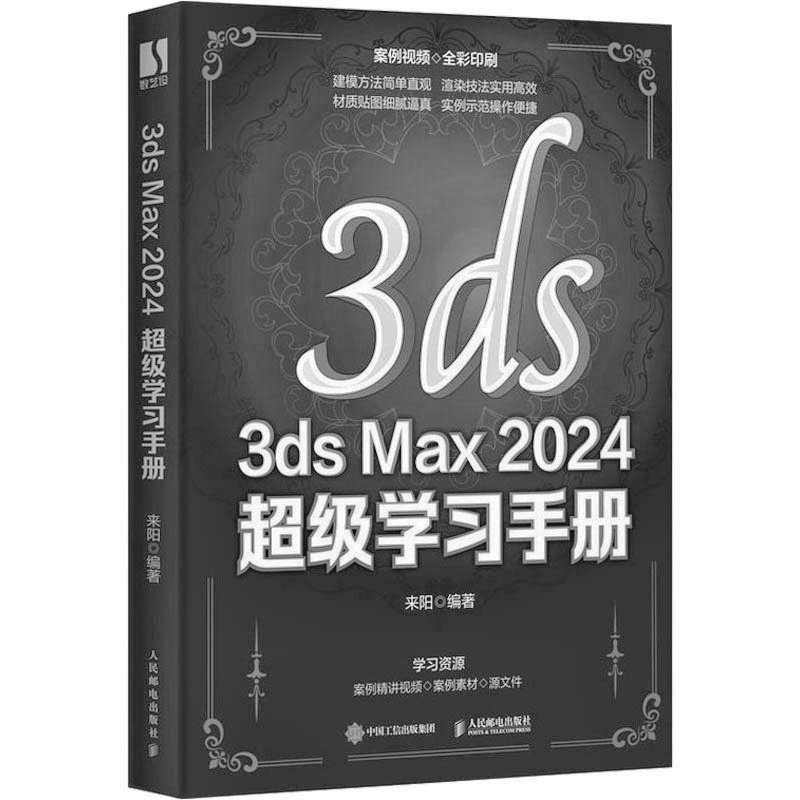 数艺设
3ds Max 2024 超级学习手册
来阳◎编著
人民邮电出版社
案例视频◇全彩印刷
建模方法简单直观 渲染技法实用高效
材质贴图细腻逼真 实例示范操作便捷
3ds
3ds Max 2024
超级学习手册
来阳◎编著
学习资源
案例精讲视频◇案例素材◇源文件
中国工信出版集团 人民邮电出版社
POSTS & TELECOM PRESS